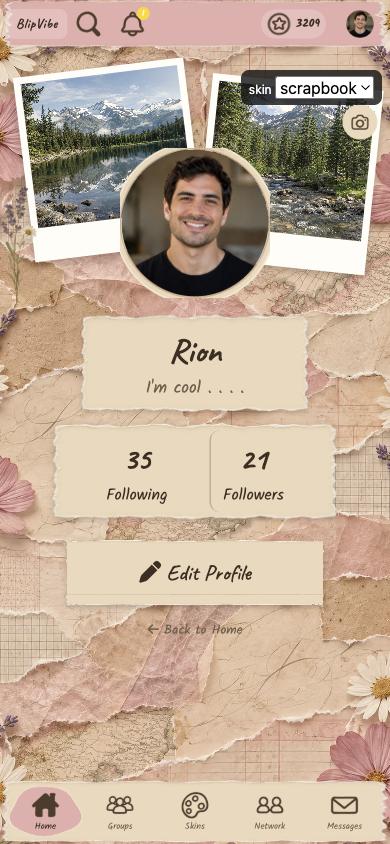 BlipVibe
!
3209
skin scrapbook
Rion
I'm cool . . . .
35
Following
21
Followers
Edit Profile
← Back to Home
Home
Groups
Skins
Network
Messages